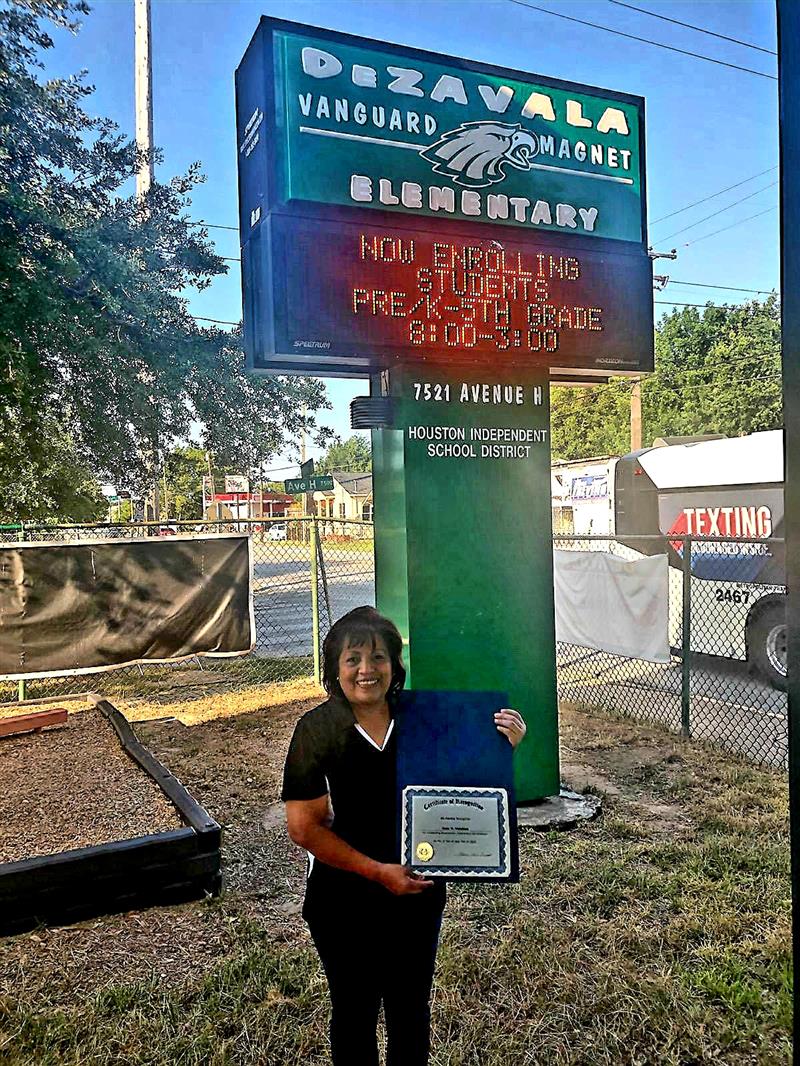 DeZAVALA
VANGUARD MAGNET
ELEMENTARY
NOW ENROLLING
STUDENTS
PRE/K-5TH GRADE
8:00-3:00
SPECTRUM
7521 AVENUE H
HOUSTON INDEPENDENT
SCHOOL DISTRICT
Ave H 7500
TEXTING
2467
Certificate of Recognition